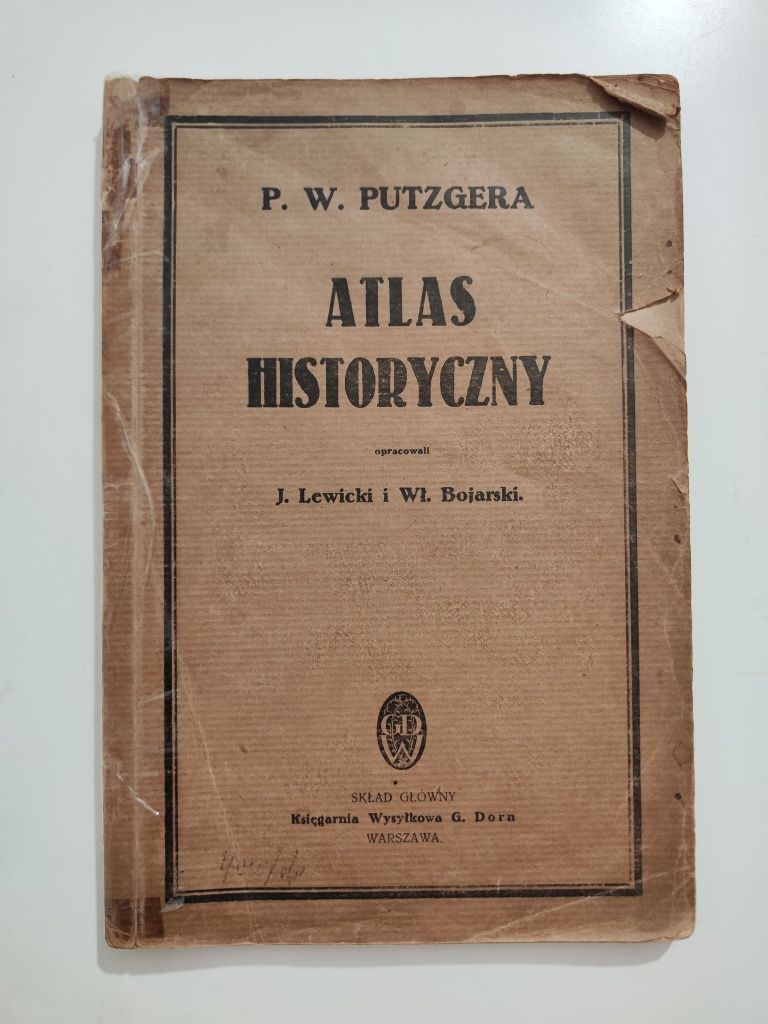 P. W. PUTZGERA
ATLAS
HISTORYCZNY
opracowali
J. Lewicki i Wł. Bojarski.
GDW
SKŁAD GŁÓWNY
Księgarnia Wysyłkowa G. Dorn
WARSZAWA.